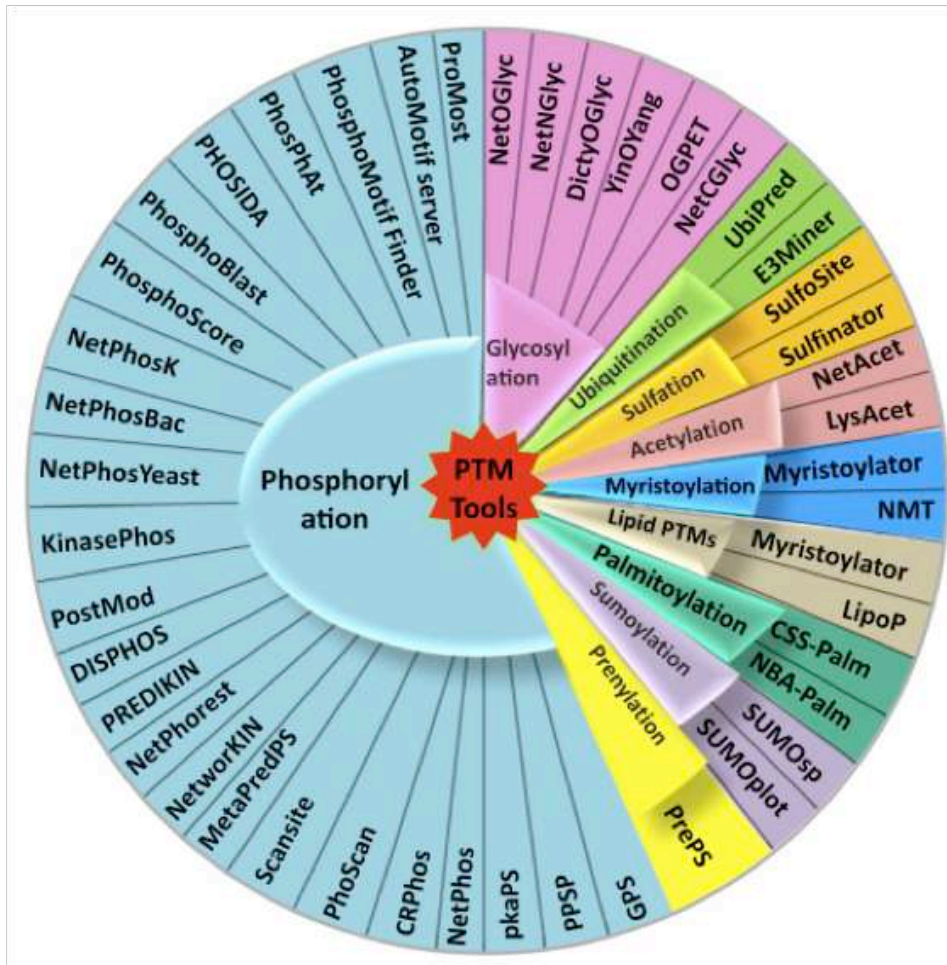 PTM
Tools
Glycosyl
ation
NetOGlyc
NetNGlyc
DictyOGlyc
YinOYang
OGPET
NetCGlyc
Ubiquitination
UbiPred
E3Miner
Sulfation
SulfoSite
Sulfinator
Acetylation
NetAcet
LysAcet
Myristoylation
Myristoylator
NMT
Lipid PTMs
Myristoylator
LipoP
Palmitoylation
CSS-Palm
NBA-Palm
Sumoylation
SUMOsp
SUMOplot
Prenylation
PrePS
Phosphoryl
ation
GPS
PPSP
pkaPS
NetPhos
CRPhos
PhoScan
Scansite
MetaPredPS
NetworKIN
NetPhorest
PREDIKIN
DISPHOS
PostMod
KinasePhos
NetPhosYeast
NetPhosBac
NetPhosK
PhosphoScore
PhosphoBlast
PHOSIDA
PhosPhAt
PhosphoMotif Finder
AutoMotif server
ProMost